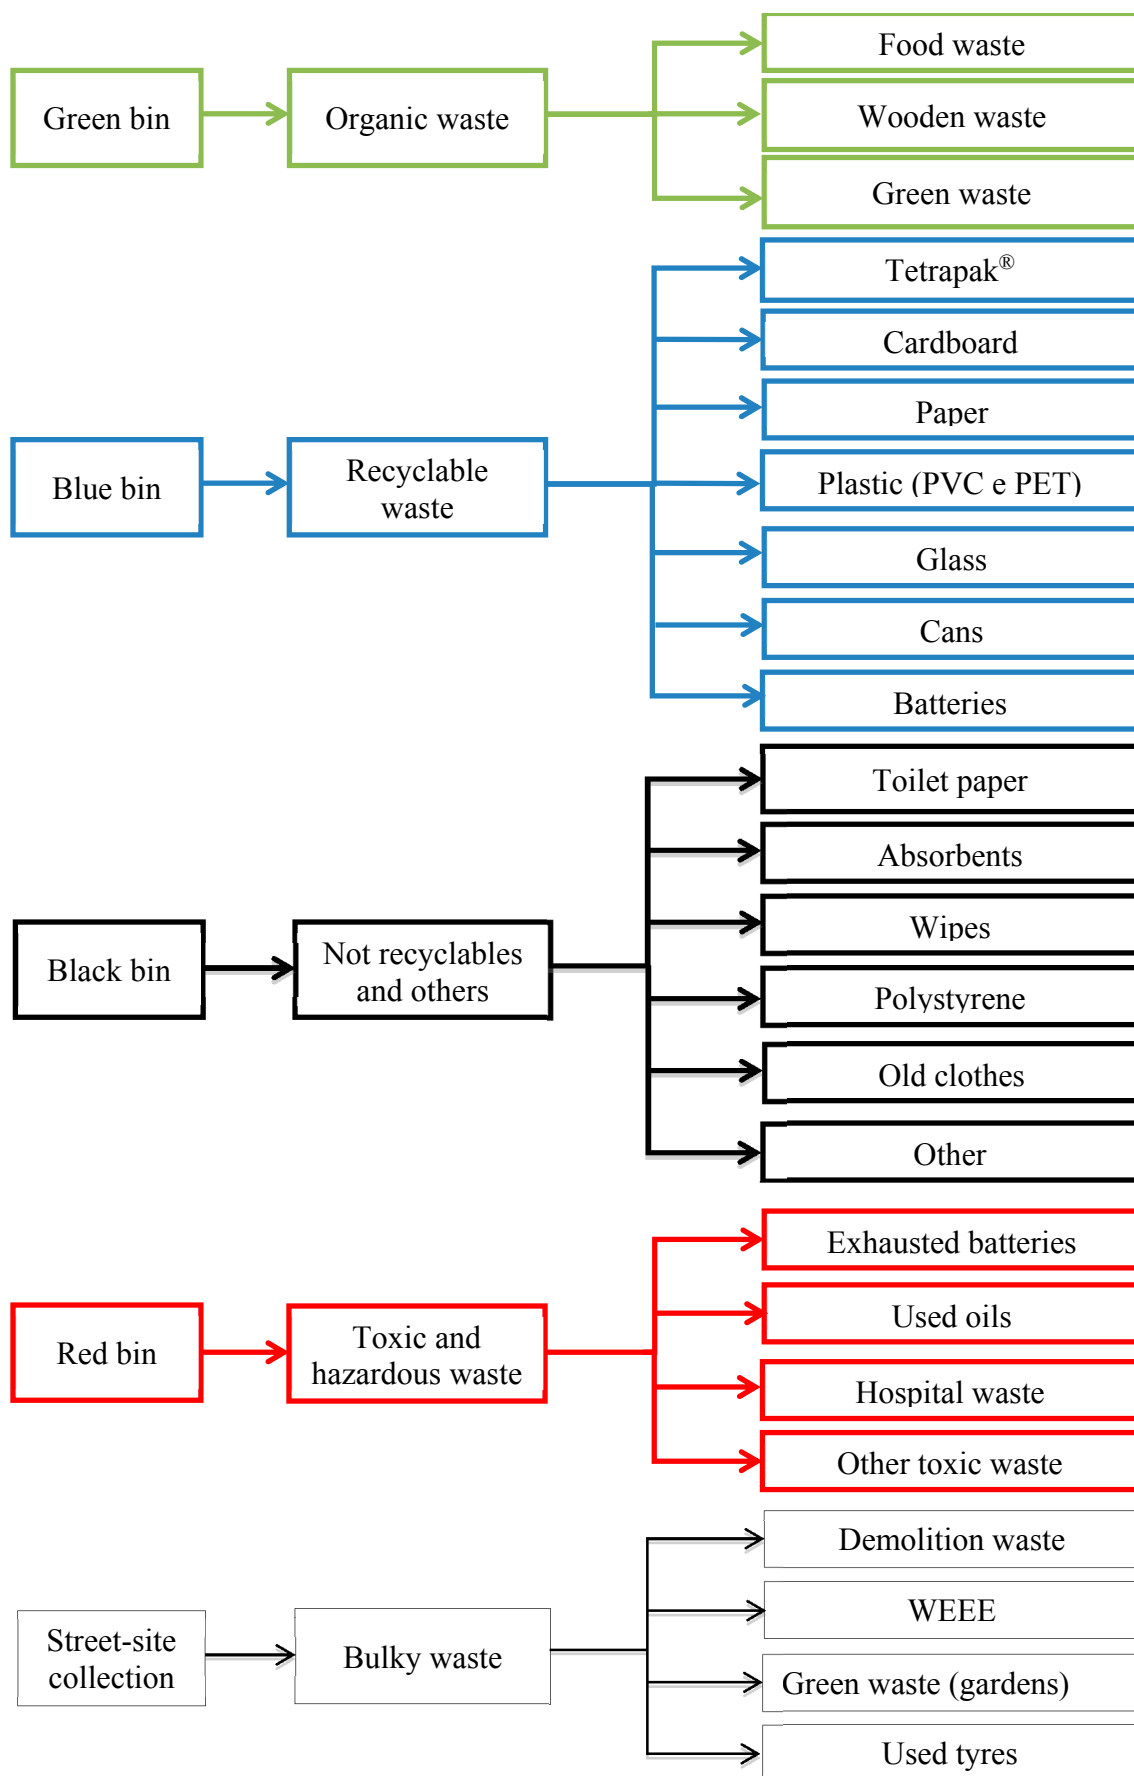 Green bin
Organic waste
Food waste
Wooden waste
Green waste
Blue bin
Recyclable
waste
Tetrapak®
Cardboard
Paper
Plastic (PVC e PET)
Glass
Cans
Batteries
Black bin
Not recyclables
and others
Toilet paper
Absorbents
Wipes
Polystyrene
Old clothes
Other
Red bin
Toxic and
hazardous waste
Exhausted batteries
Used oils
Hospital waste
Other toxic waste
Street-site
collection
Bulky waste
Demolition waste
WEEE
Green waste (gardens)
Used tyres